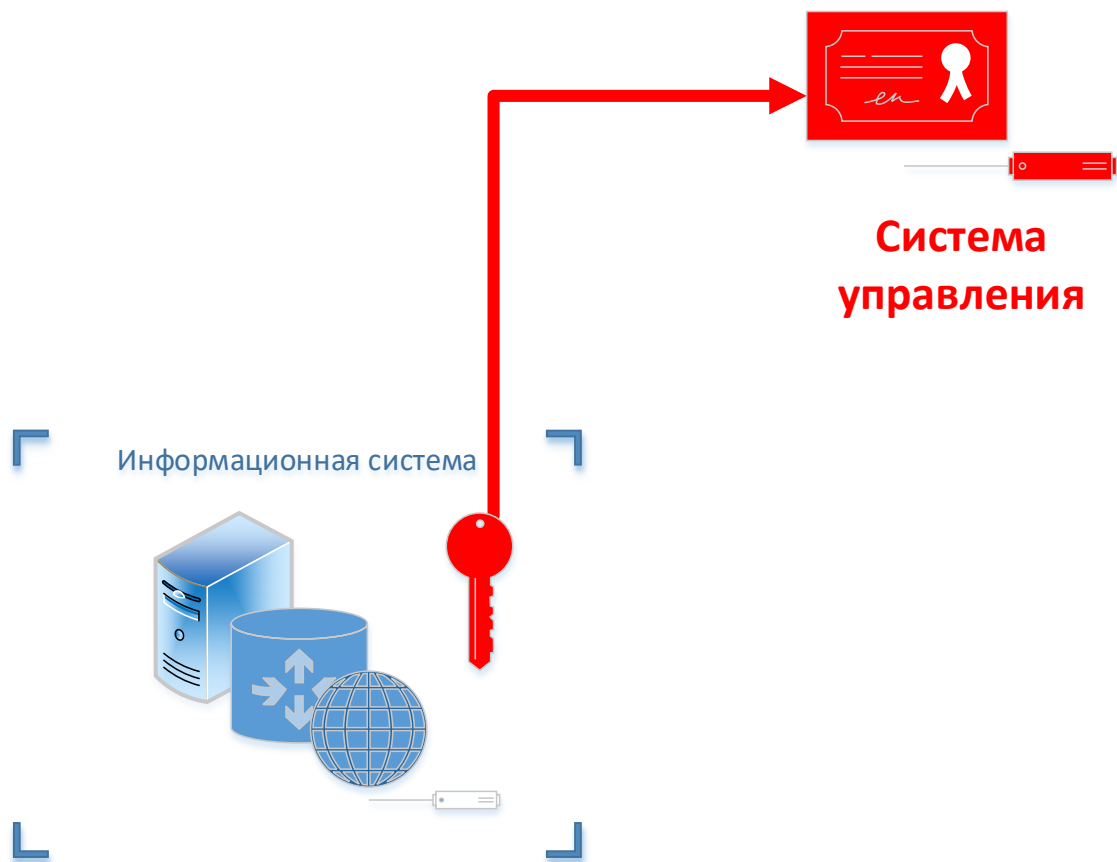 Система
управления
Информационная система